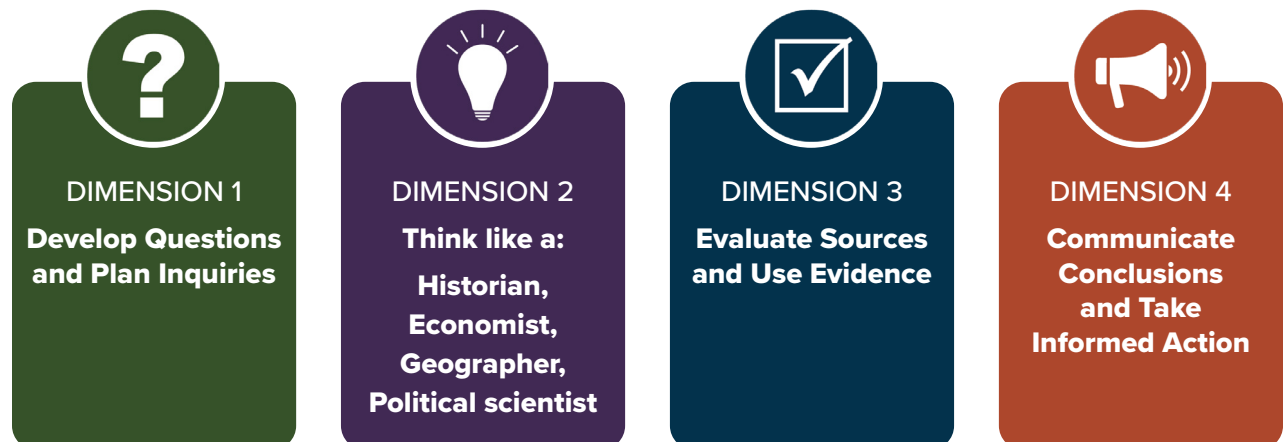 ?
DIMENSION 1
Develop Questions
and Plan Inquiries
DIMENSION 2
Think like a:
Historian,
Economist,
Geographer,
Political scientist
DIMENSION 3
Evaluate Sources
and Use Evidence
DIMENSION 4
Communicate
Conclusions
and Take
Informed Action